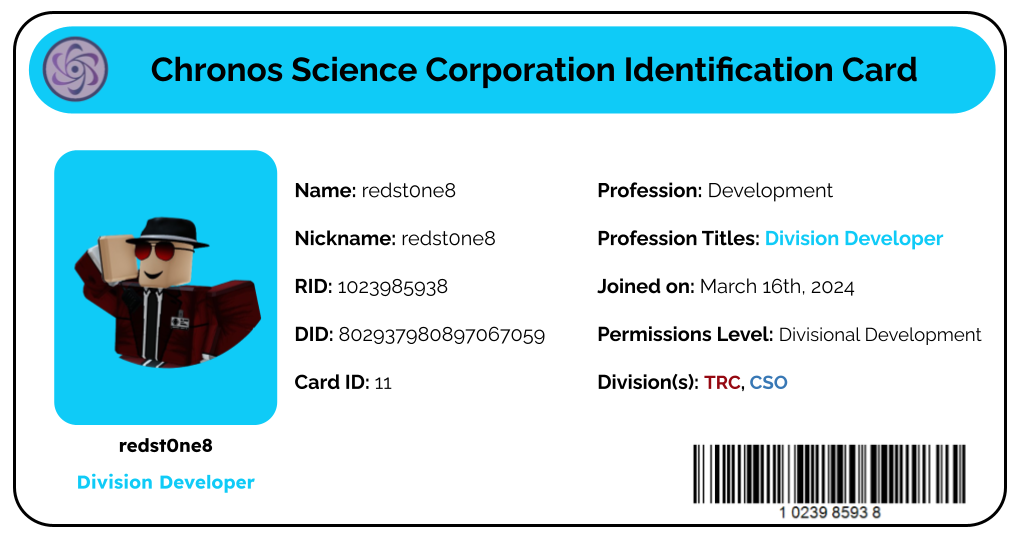 Chronos Science Corporation Identification Card
Name: redst0ne8
Nickname: redst0ne8
RID: 1023985938
DID: 802937980897067059
Card ID: 11
Profession: Development
Profession Titles: Division Developer
Joined on: March 16th, 2024
Permissions Level: Divisional Development
Division(s): TRC, CSO
redst0ne8
Division Developer
1 0239 8593 8